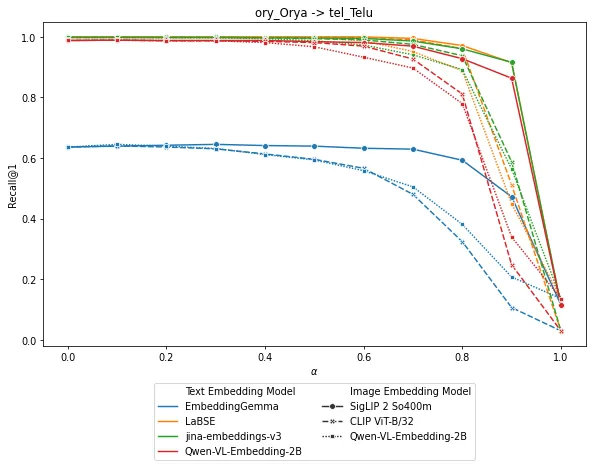 ory_Orya -> tel_Telu
1.0
0.8
0.6
0.4
0.2
0.0
Recall@1
0.0 0.2 0.4 0.6 0.8 1.0
α
Text Embedding Model Image Embedding Model
EmbeddingGemma SigLIP 2 So400m
LaBSE CLIP ViT-B/32
jina-embeddings-v3 Qwen-VL-Embedding-2B
Qwen-VL-Embedding-2B